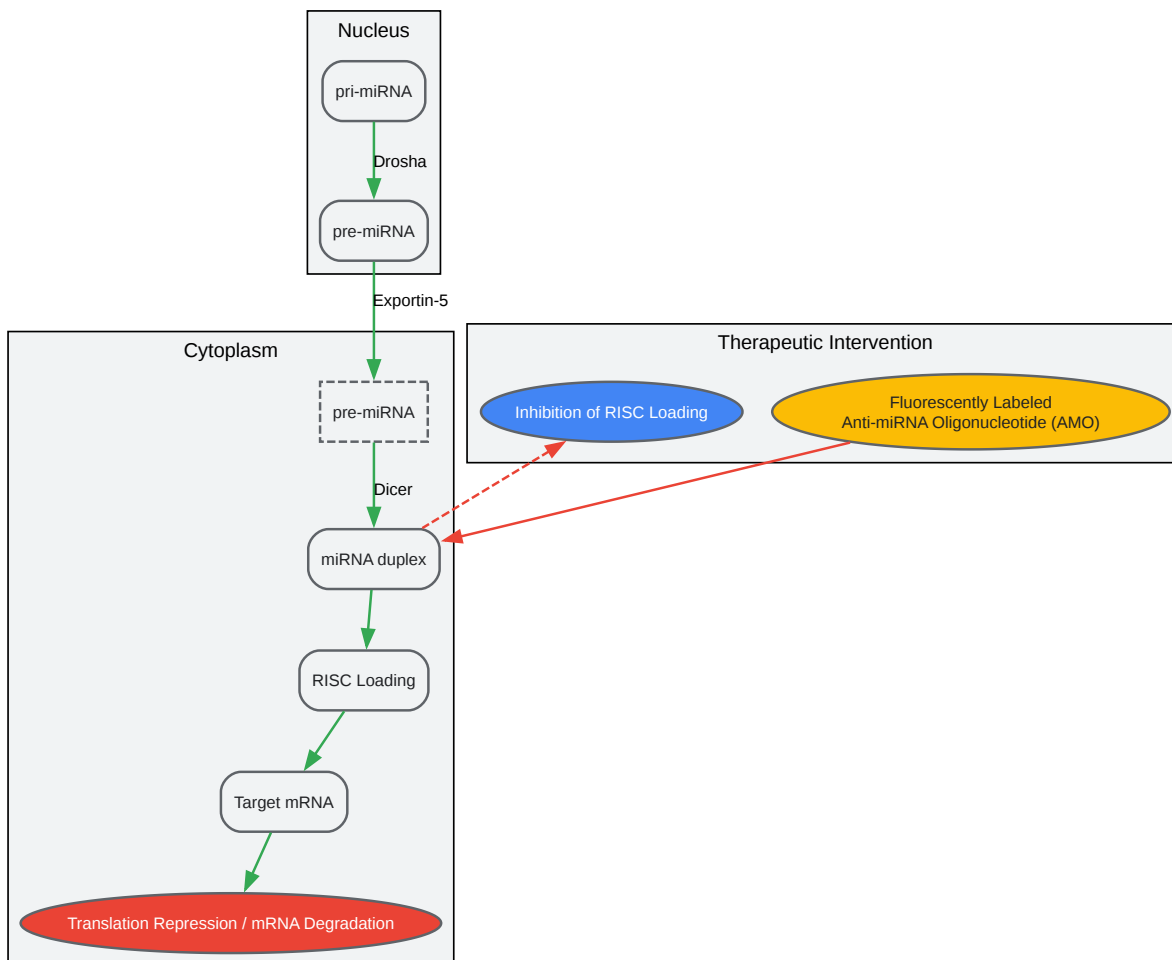 Nucleus
pri-miRNA
Drosha
pre-miRNA
Exportin-5
Cytoplasm
pre-miRNA
Dicer
miRNA duplex
RISC Loading
Target mRNA
Translation Repression / mRNA Degradation
Therapeutic Intervention
Inhibition of RISC Loading
Fluorescently Labeled
Anti-miRNA Oligonucleotide (AMO)